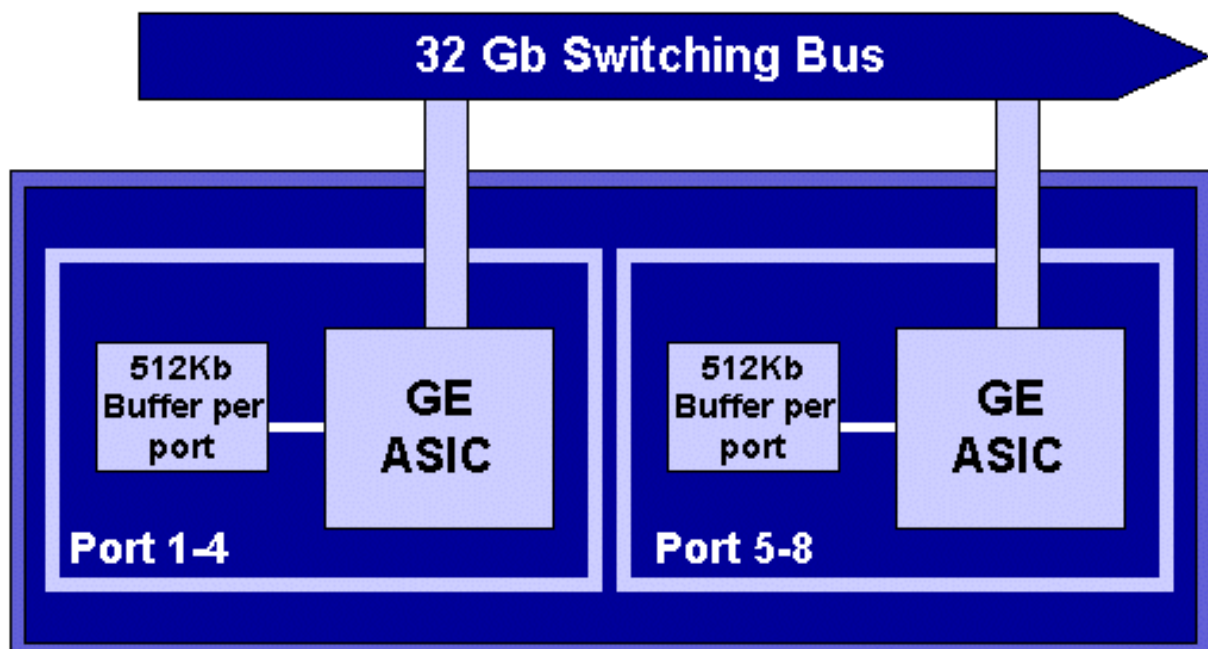 32 Gb Switching Bus
512Kb
Buffer per
port
GE
ASIC
Port 1-4
512Kb
Buffer per
port
GE
ASIC
Port 5-8